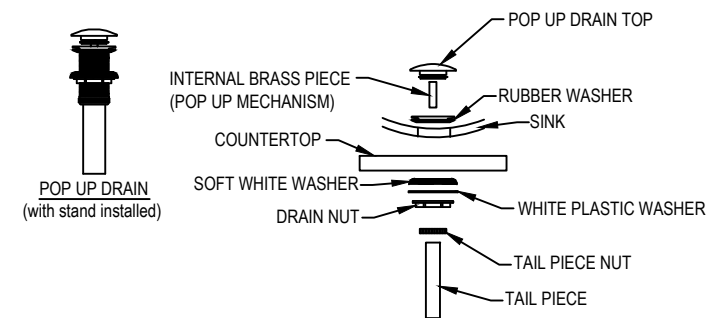 POP UP DRAIN TOP
INTERNAL BRASS PIECE
(POP UP MECHANISM)
RUBBER WASHER
SINK
COUNTERTOP
SOFT WHITE WASHER
WHITE PLASTIC WASHER
DRAIN NUT
TAIL PIECE NUT
TAIL PIECE
POP UP DRAIN
(with stand installed)